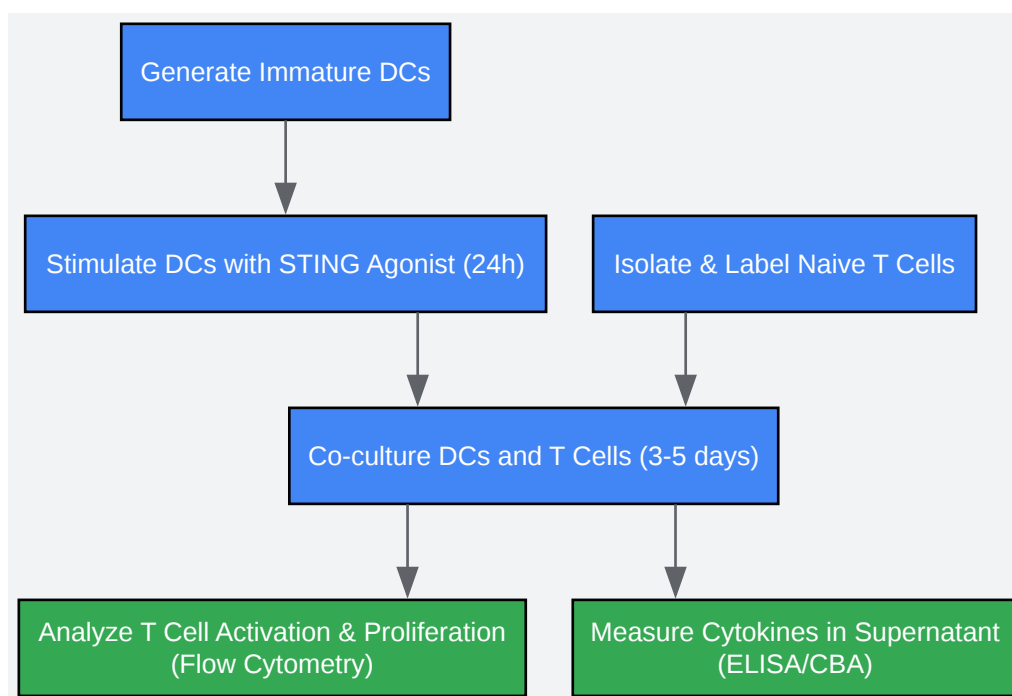 Generate Immature DCs
Stimulate DCs with STING Agonist (24h)
Isolate & Label Naive T Cells
Co-culture DCs and T Cells (3-5 days)
Analyze T Cell Activation & Proliferation
(Flow Cytometry)
Measure Cytokines in Supernatant
(ELISA/CBA)